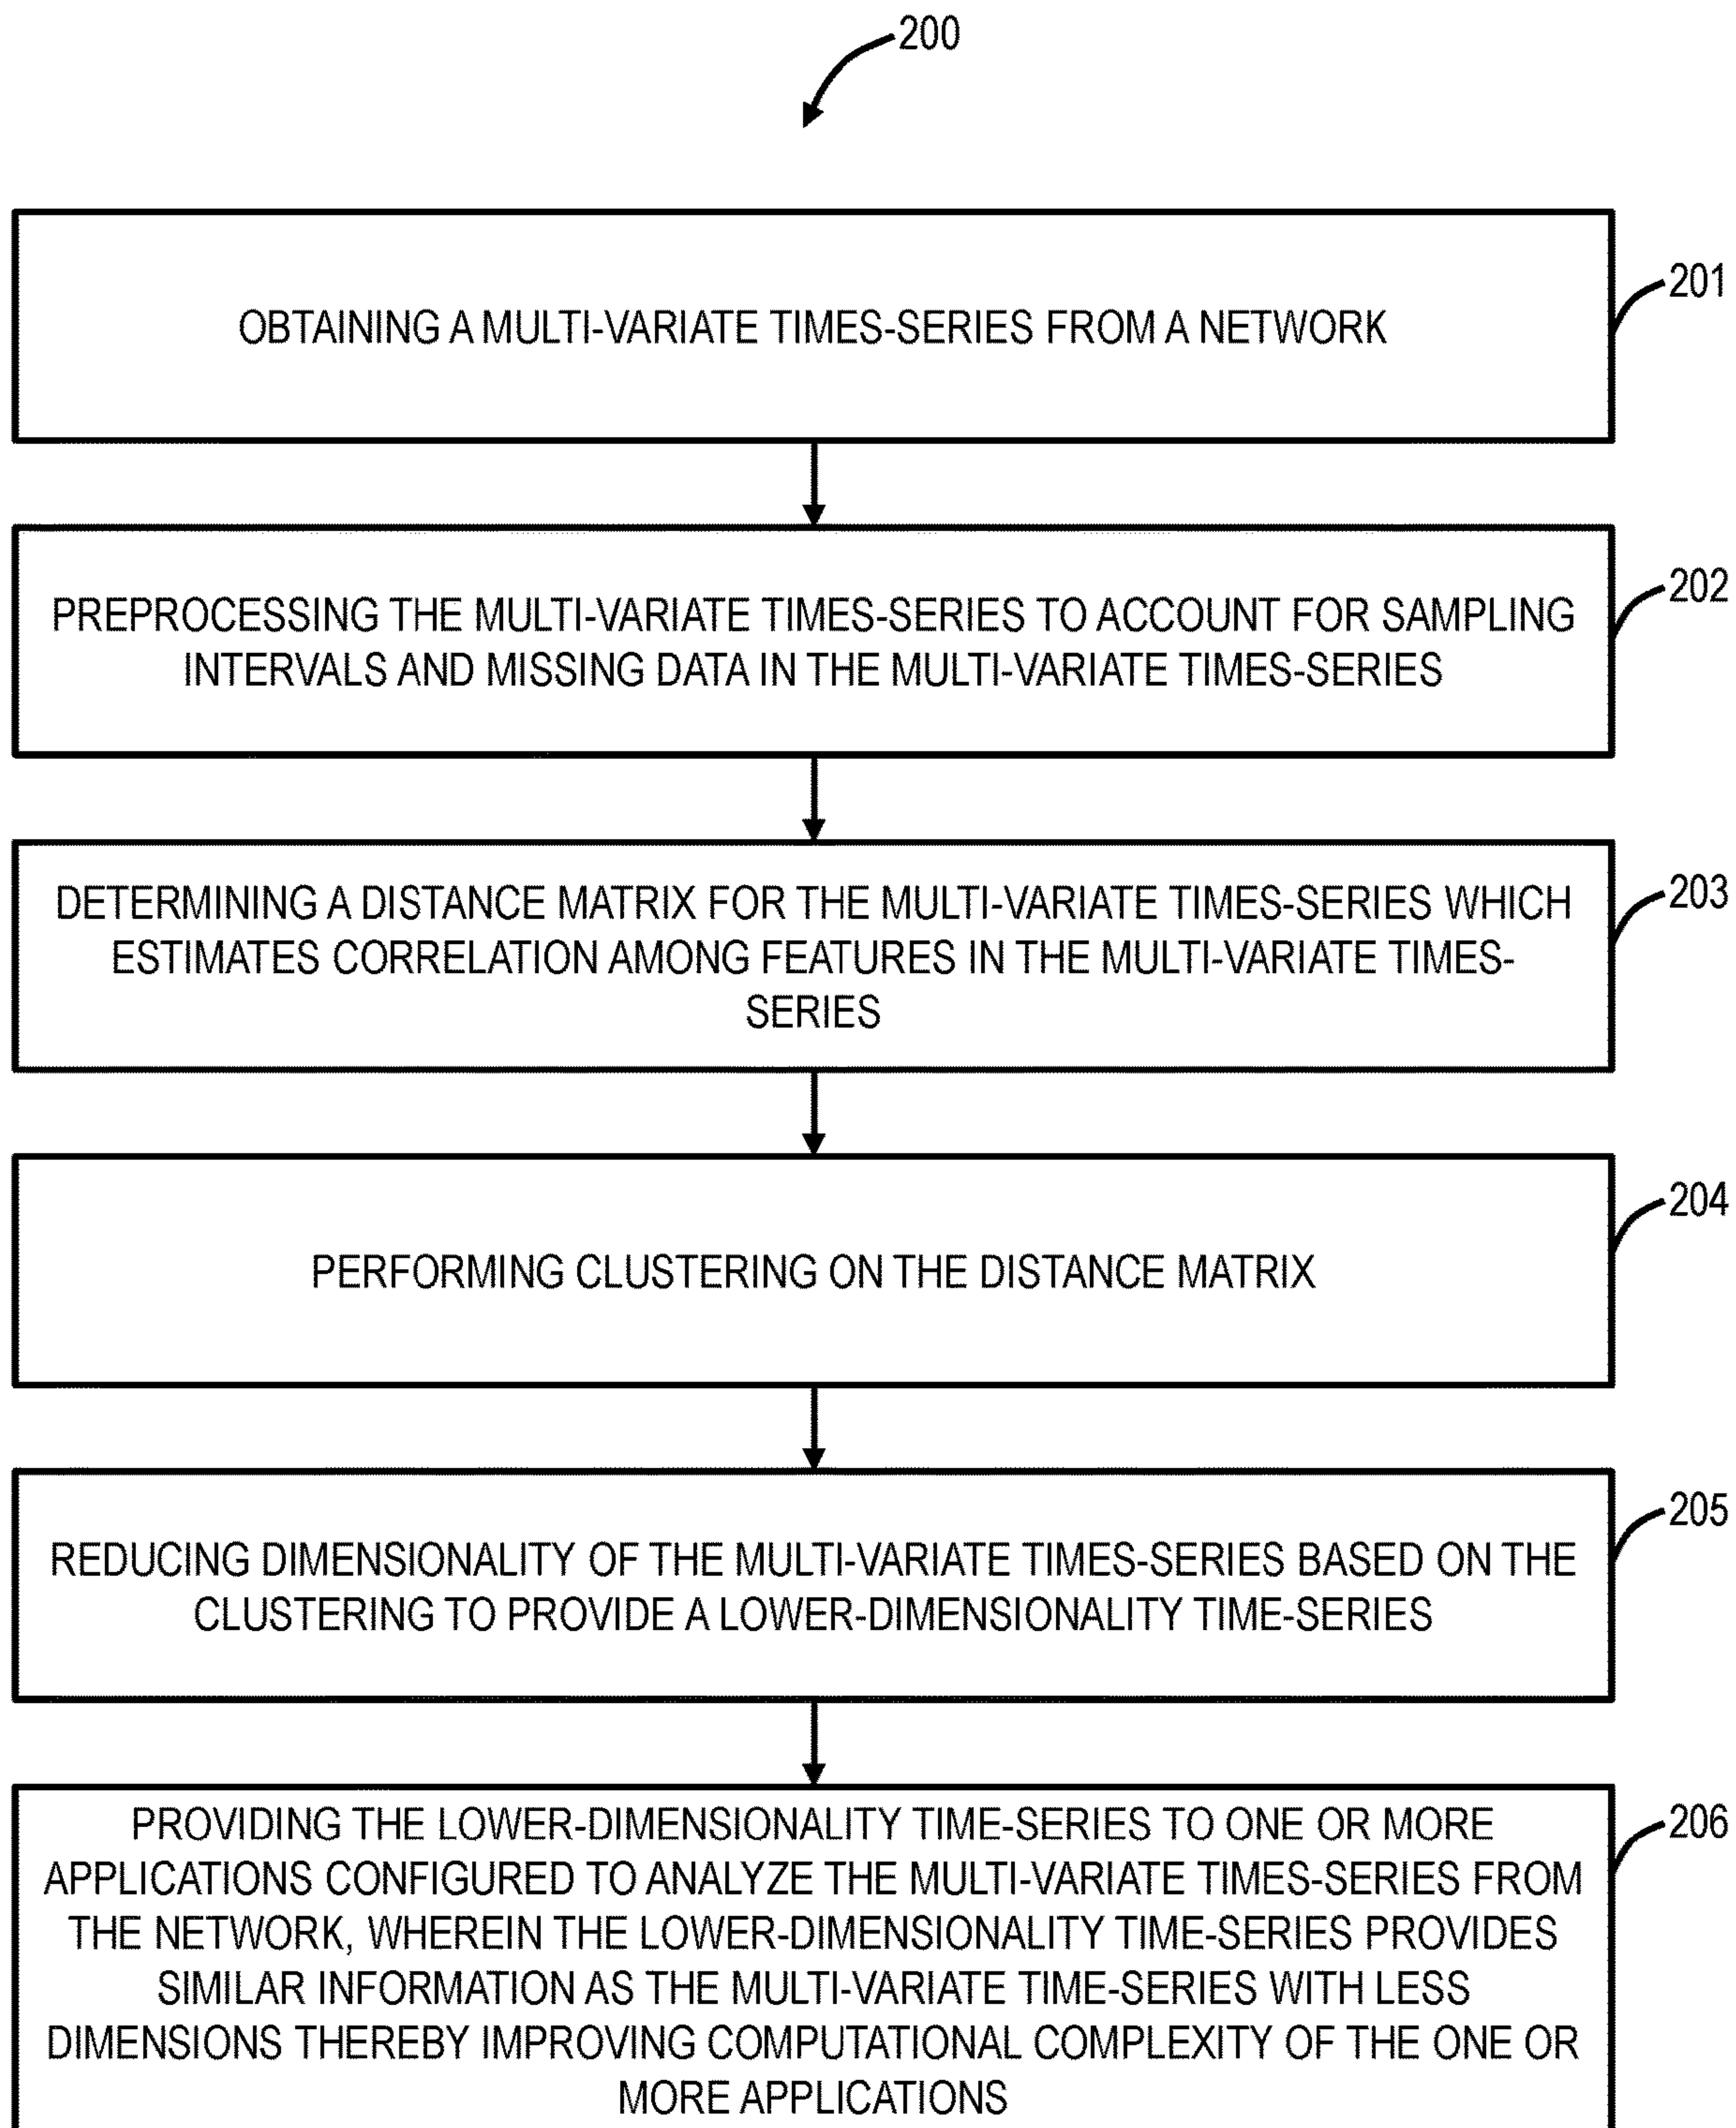 200
OBTAINING A MULTI-VARIATE TIMES-SERIES FROM A NETWORK
201
PREPROCESSING THE MULTI-VARIATE TIMES-SERIES TO ACCOUNT FOR SAMPLING
INTERVALS AND MISSING DATA IN THE MULTI-VARIATE TIMES-SERIES
202
DETERMINING A DISTANCE MATRIX FOR THE MULTI-VARIATE TIMES-SERIES WHICH
ESTIMATES CORRELATION AMONG FEATURES IN THE MULTI-VARIATE TIMES-
SERIES
203
PERFORMING CLUSTERING ON THE DISTANCE MATRIX
204
REDUCING DIMENSIONALITY OF THE MULTI-VARIATE TIMES-SERIES BASED ON THE
CLUSTERING TO PROVIDE A LOWER-DIMENSIONALITY TIME-SERIES
205
PROVIDING THE LOWER-DIMENSIONALITY TIME-SERIES TO ONE OR MORE
APPLICATIONS CONFIGURED TO ANALYZE THE MULTI-VARIATE TIMES-SERIES FROM
THE NETWORK, WHEREIN THE LOWER-DIMENSIONALITY TIME-SERIES PROVIDES
SIMILAR INFORMATION AS THE MULTI-VARIATE TIME-SERIES WITH LESS
DIMENSIONS THEREBY IMPROVING COMPUTATIONAL COMPLEXITY OF THE ONE OR
MORE APPLICATIONS
206